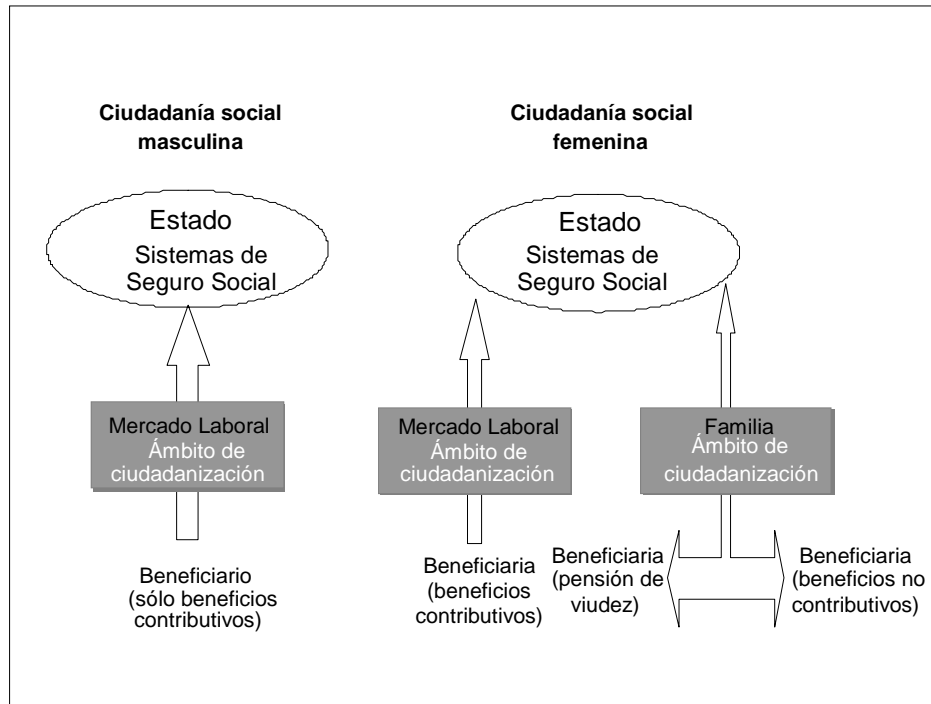 Ciudadanía social
masculina
Estado
Sistemas de
Seguro Social
Mercado Laboral
Ámbito de
ciudadanización
Beneficiario
(sólo beneficios
contributivos)
Ciudadanía social
femenina
Estado
Sistemas de
Seguro Social
Mercado Laboral
Ámbito de
ciudadanización
Beneficiaria
(beneficios
contributivos)
Familia
Ámbito de
ciudadanización
Beneficiaria
(pensión de
viudez)
Beneficiaria
(beneficios no
contributivos)